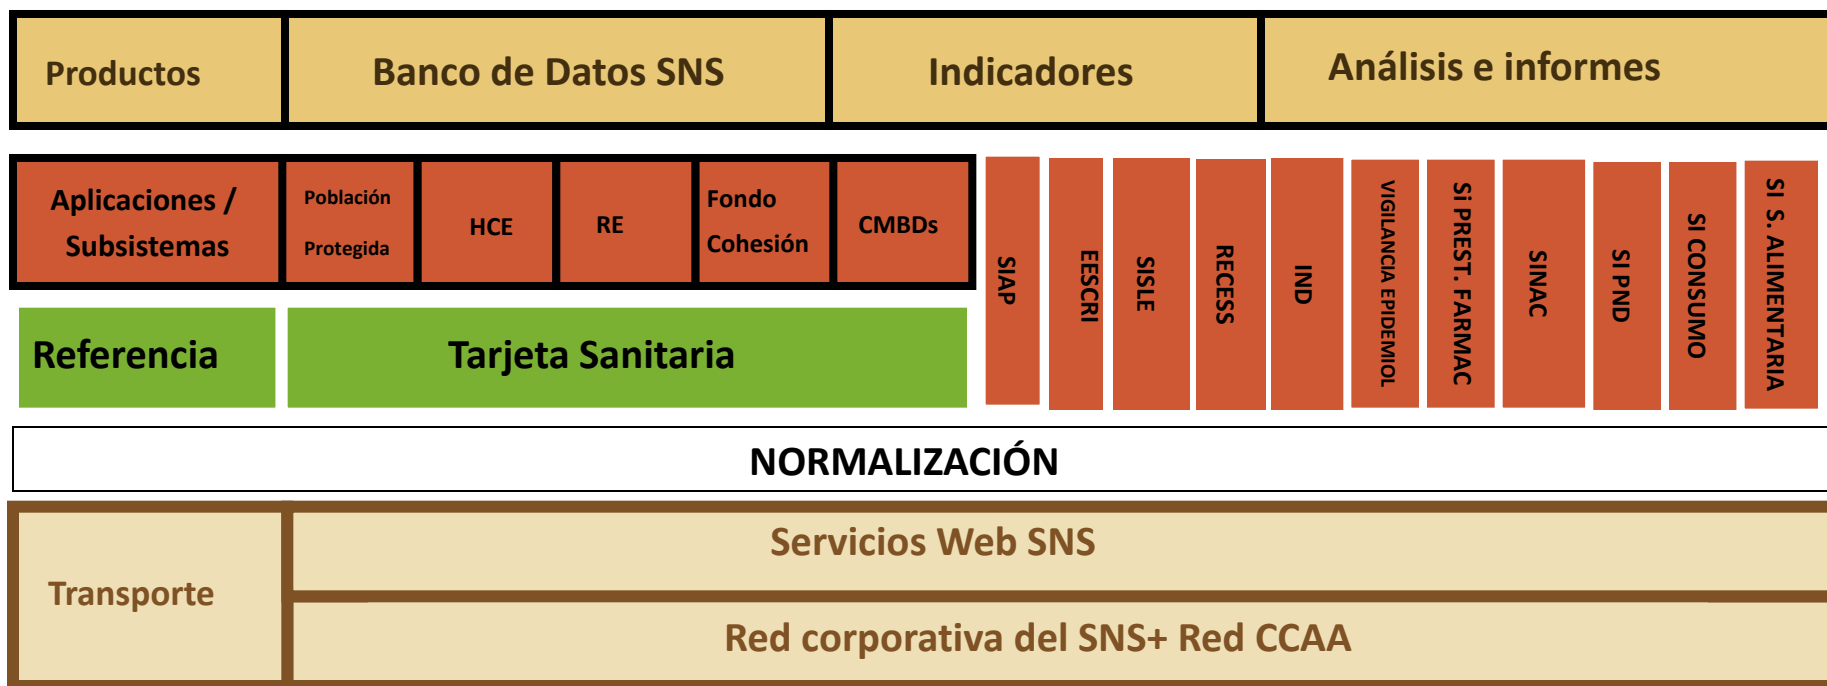 Productos
Banco de Datos SNS
Indicadores
Análisis e informes
Aplicaciones /
Subsistemas
Población
Protegida
HCE
RE
Fondo
Cohesión
CMBDs
SIAP
EESCRI
SISLE
RECESS
IND
VIGILANCIA EPIDEMIOL
Si PREST. FARMAC
SINAC
SI PND
SI CONSUMO
SI S. ALIMENTARIA
Referencia
Tarjeta Sanitaria
NORMALIZACIÓN
Transporte
Servicios Web SNS
Red corporativa del SNS+ Red CCAA